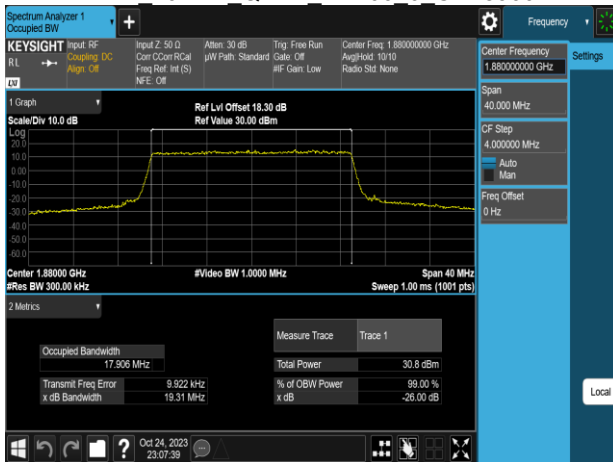 Spectrum Analyzer 1
Occupied BW
+
Frequency
KEYSIGHT
RL
LXI
Input: RF
Coupling: DC
Align: Off
Input Z: 50 Ω
Corr CCorr RCal
Freq Ref: Int (S)
NFE: Off
Atten: 30 dB
µW Path: Standard
Trig: Free Run
Gate: Off
#IF Gain: Low
Center Freq: 1.880000000 GHz
Avg|Hold: 10/10
Radio Std: None
Center Frequency
1.880000000 GHz
Settings
Span
40.000 MHz
CF Step
4.000000 MHz
Auto
Man
Freq Offset
0 Hz
Local
1 Graph
Scale/Div 10.0 dB
Ref Lvl Offset 18.30 dB
Ref Value 30.00 dBm
Log
20.0
10.0
0.00
-10.0
-20.0
-30.0
-40.0
-50.0
-60.0
Center 1.88000 GHz
#Res BW 300.00 kHz
#Video BW 1.0000 MHz
Span 40 MHz
Sweep 1.00 ms (1001 pts)
2 Metrics
Measure Trace Trace 1
Occupied Bandwidth
17.906 MHz
Total Power 30.8 dBm
Transmit Freq Error 9.922 kHz
% of OBW Power 99.00 %
x dB Bandwidth 19.31 MHz
x dB -26.00 dB
?
Oct 24, 2023
23:07:39